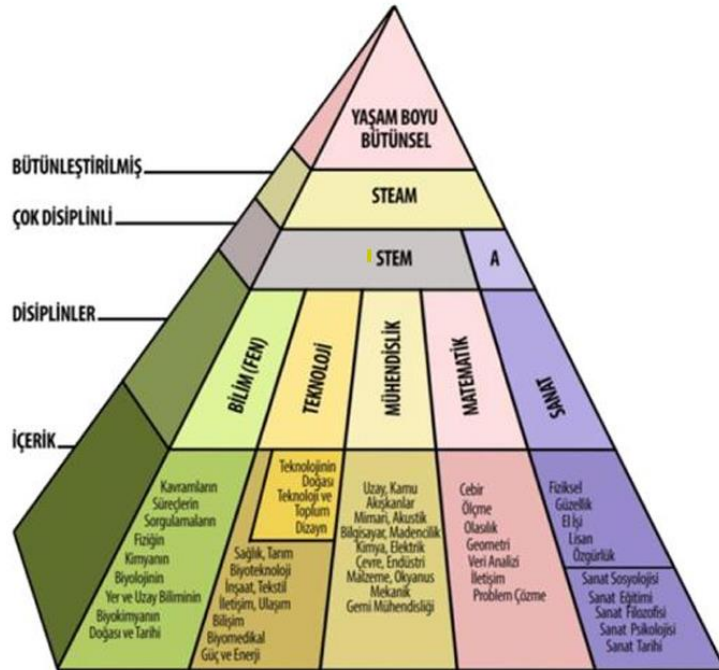 YAŞAM BOYU
BÜTÜNSEL
BÜTÜNLEŞTİRİLMİŞ
STEAM
ÇOK DISİPLİNLİ
STEM
A
DISİPLİNLER
BİLİM (FEN)
TEKNOLOJİ
MÜHENDİSLİK
MATEMATİK
SANAT
İÇERİK
Kavramların
Süreçlerin
Sorgulamaların
Fiziğin
Kimyanın
Biyolojinin
Yer ve Uzay Biliminin
Biyokimyanın
Doğası ve Tarihi
Teknolojinin
Doğası
Teknoloji ve
Toplum
Dizayn
Sağlık, Tarım
Biyoteknoloji
İnşaat, Tekstil
İletişim, Ulaşım
Bilişim
Biyomedikal
Güç ve Enerji
Uzay, Kamu
Akışkanlar
Mimari, Akustik
Bilgisayar, Madencilik
Kimya, Elektrik
Çevre, Endüstri
Malzeme, Okyanus
Mekanik
Gemi Mühendisliği
Cebir
Ölçme
Olasılık
Geometri
Veri Analizi
İletişim
Problem Çözme
Fiziksel
Güzellik
El İşi
Lisan
Özgürlük
Sanat Sosyolojisi
Sanat Eğitimi
Sanat Filozofisi
Sanat Psikolojisi
Sanat Tarihi